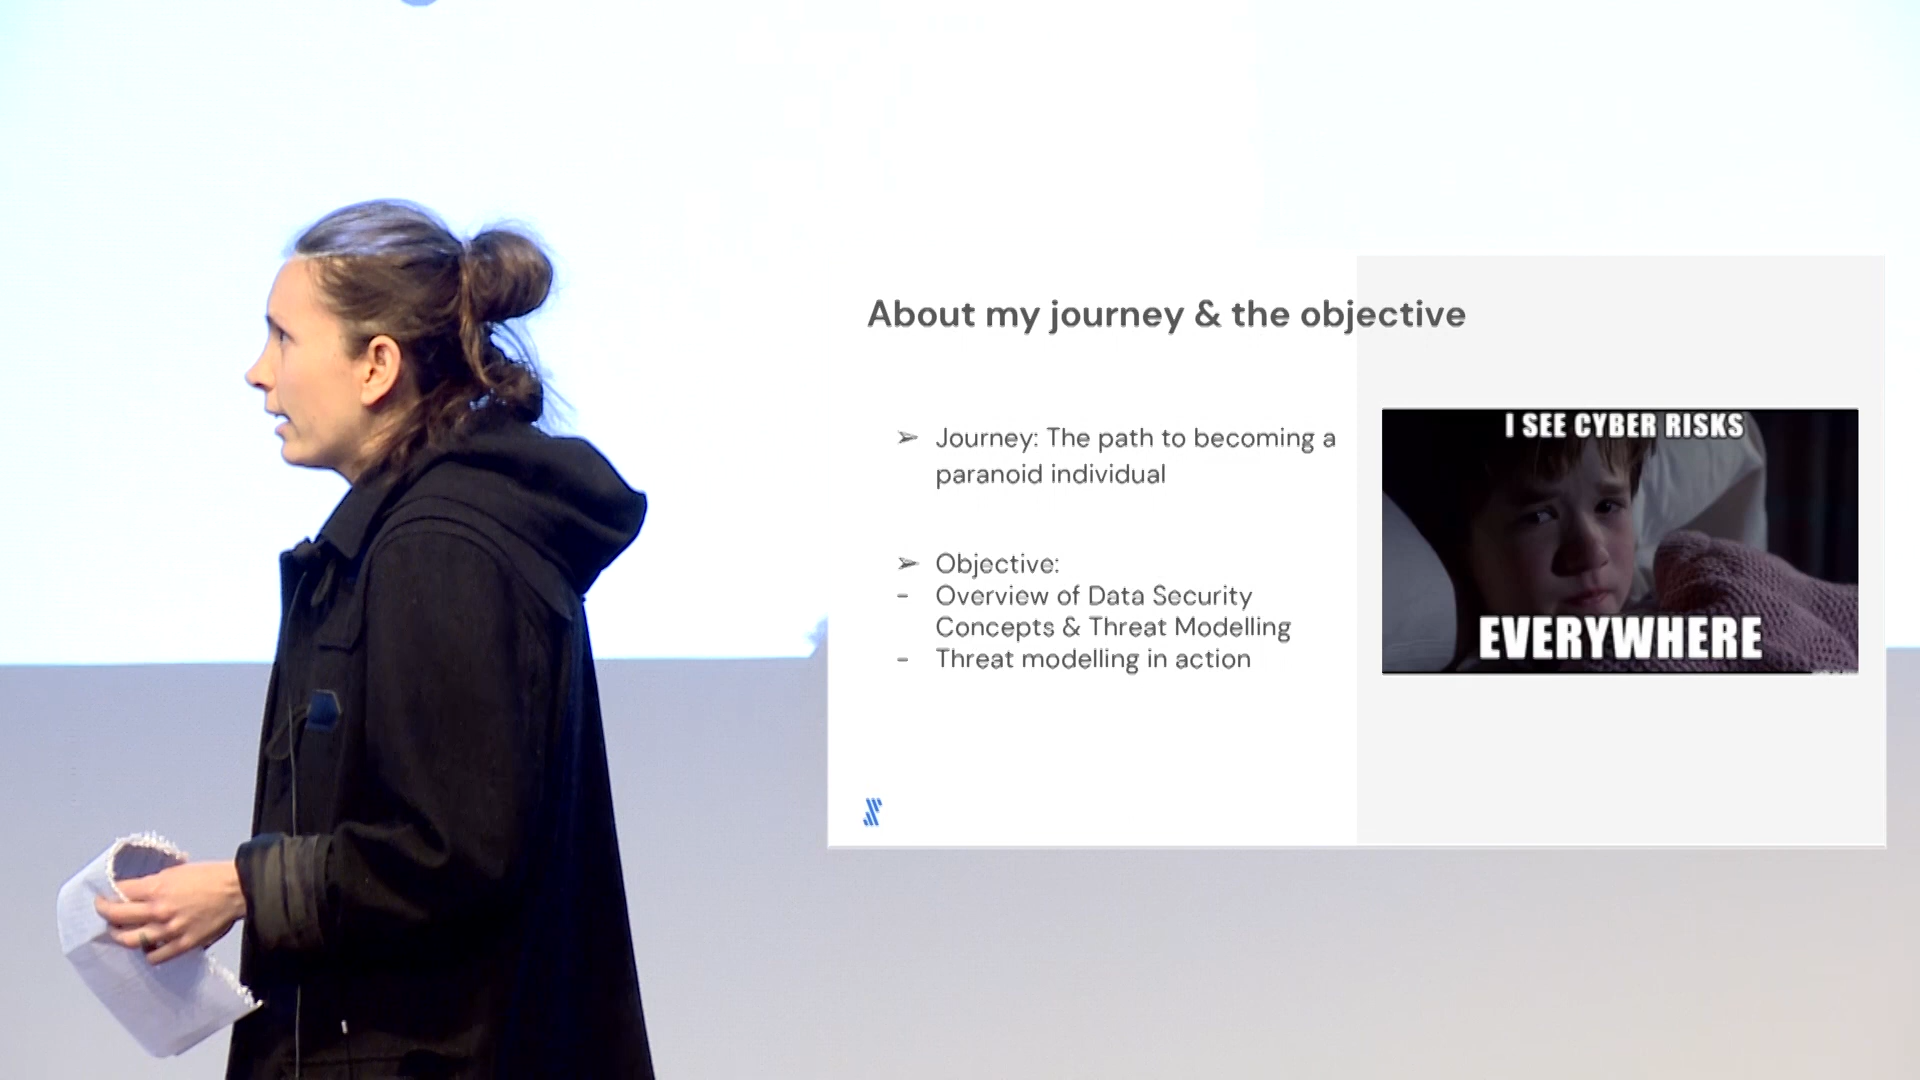 About my journey & the objective
➢ Journey: The path to becoming a
paranoid individual
➢ Objective:
- Overview of Data Security
Concepts & Threat Modelling
- Threat modelling in action
I SEE CYBER RISKS
EVERYWHERE